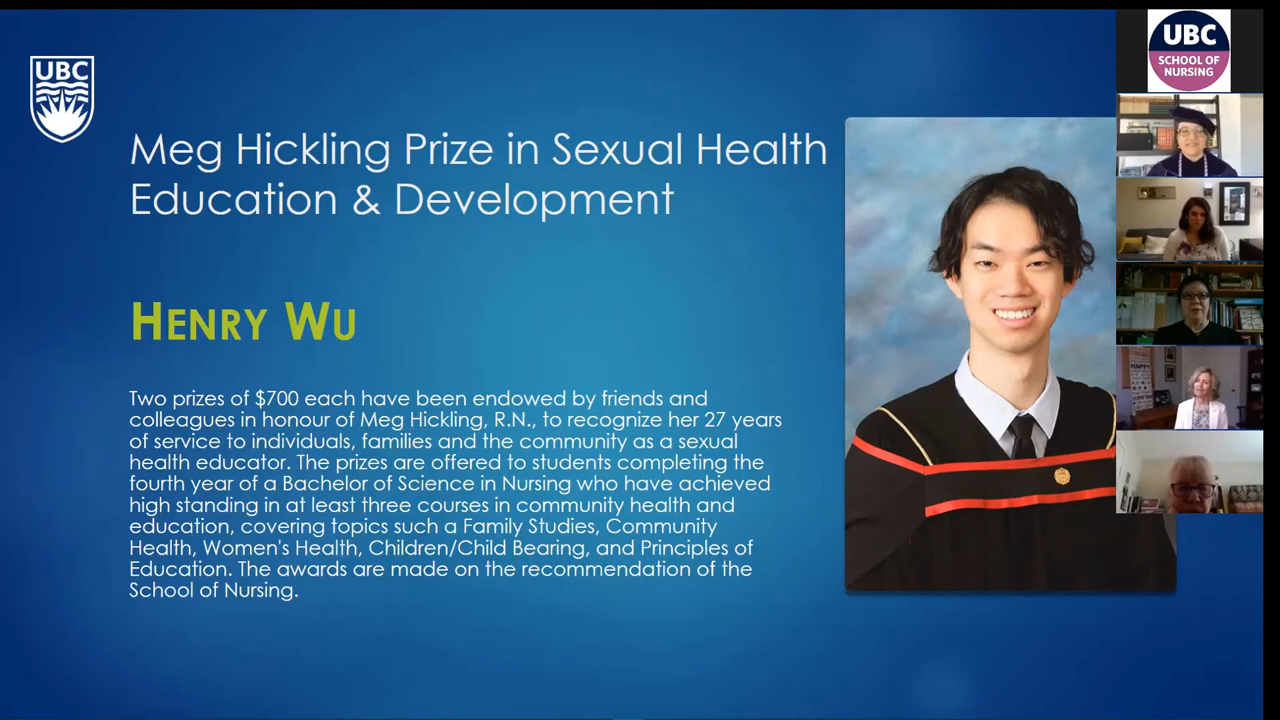 UBC
Meg Hickling Prize in Sexual Health
Education & Development
HENRY WU
Two prizes of $700 each have been endowed by friends and
colleagues in honour of Meg Hickling, R.N., to recognize her 27 years
of service to individuals, families and the community as a sexual
health educator. The prizes are offered to students completing the
fourth year of a Bachelor of Science in Nursing who have achieved
high standing in at least three courses in community health and
education, covering topics such a Family Studies, Community
Health, Women's Health, Children/Child Bearing, and Principles of
Education. The awards are made on the recommendation of the
School of Nursing.
UBC
SCHOOL OF
NURSING
HAPPY